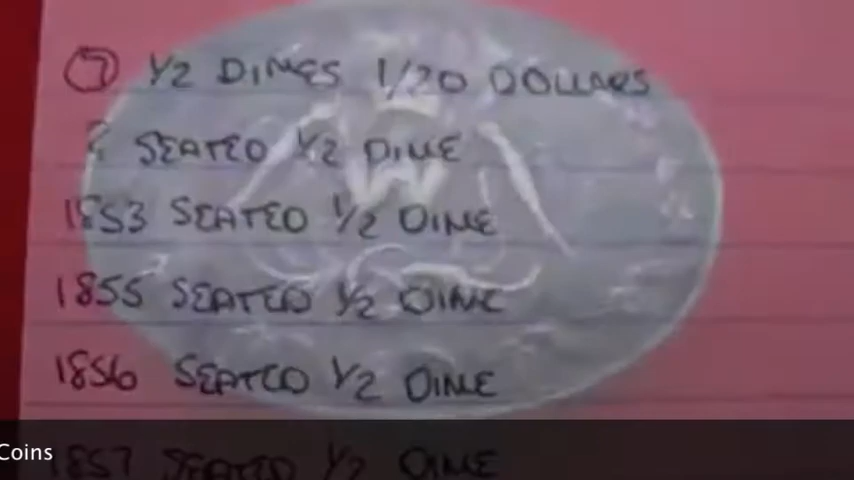 7 1/2 DIMES 1/20 DOLLARS
? SEATED 1/2 DIME
1853 SEATED 1/2 DIME
1855 SEATED 1/2 DIME
1856 SEATED 1/2 DIME
1857 SEATED 1/2 DIME
Coins